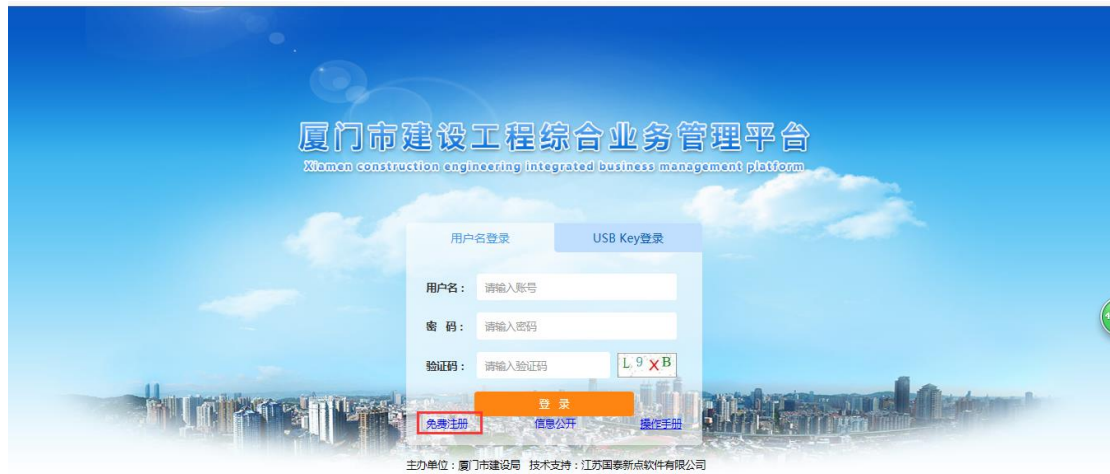 厦门市建设工程综合业务管理平台
Xiamen construction engineering integrated business management platform
用户名登录 USB Key登录
用户名： 请输入账号
密 码： 请输入密码
验证码： 请输入验证码 L9XB
登 录
免费注册 信息公开 操作手册
主办单位：厦门市建设局 技术支持：江苏国泰新点软件有限公司